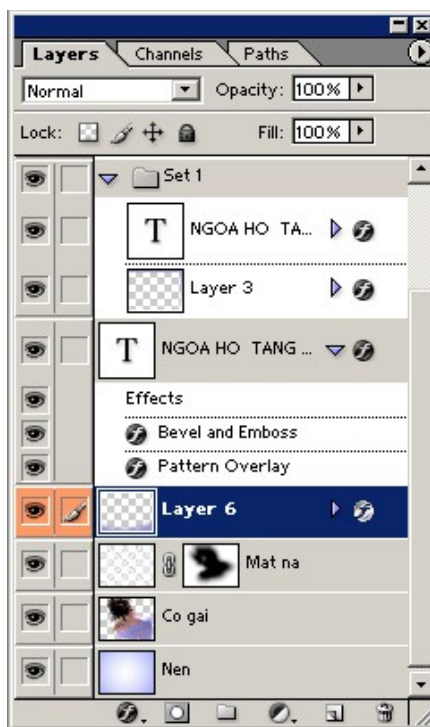 Layers Channels Paths
Normal Opacity: 100%
Lock: Fill: 100%
Set 1
T NGOA HO TA...
Layer 3
T NGOA HO TANG ...
Effects
Bevel and Emboss
Pattern Overlay
Layer 6
Mat na
Co gai
Nen